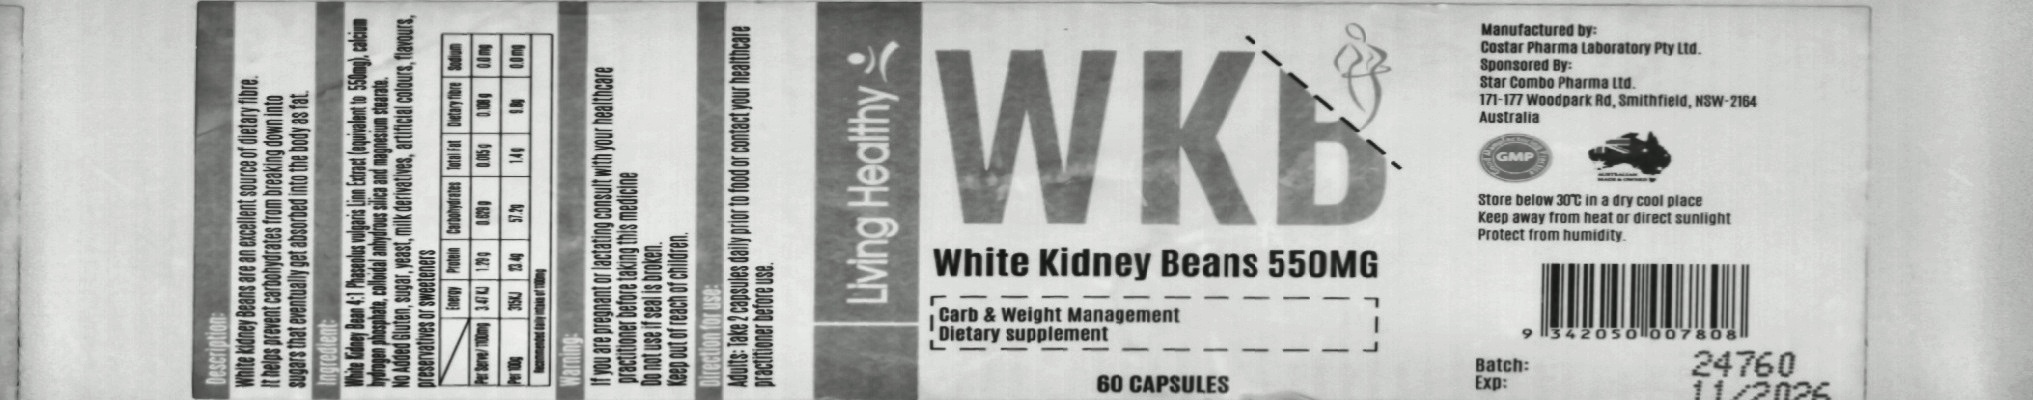 Description:
White Kidney Beans are an excellent source of dietary fibre.
It helps prevent carbohydrates from breaking down into
sugars that eventually get absorbed into the body as fat.
Ingredient:
White Kidney Bean 4:1 Phaseolus vulgaris Linn Extract (equivalent to 550mg), calcium
hydrogen phosphate, colloidal anhydrous silica and magnesium stearate.
No Added Gluten, sugar, yeast, milk derivatives, artificial colours, flavours,
preservatives or sweeteners
Energy Protein Carbohydrates Total Fat Dietary Fibre Sodium
Per Serve/ 1100mg 3.47 KJ 1.29 g 0.629 g 0.015 g 0.108 g 0.0 mg
Per 100g 315KJ 23.4g 57.2g 1.4g 9.8g 0.0mg
Recommended daily intake of 1100mg
Warning:
If you are pregnant or lactating consult with your healthcare
practitioner before taking this medicine
Do not use if seal is broken.
Keep out of reach of children.
Direction for use:
Adults: Take 2 capsules daily prior to food or contact your healthcare
practitioner before use.
Living Healthy
WKB
White Kidney Beans 550MG
Carb & Weight Management
Dietary supplement
60 CAPSULES
Manufactured by:
Costar Pharma Laboratory Pty Ltd.
Sponsored By:
Star Combo Pharma Ltd.
171-177 Woodpark Rd, Smithfield, NSW-2164
Australia
GMP
AUSTRALIAN
MADE & OWNED
Store below 30°C in a dry cool place
Keep away from heat or direct sunlight
Protect from humidity.
9 342050 007808
Batch: 24760
Exp: 11/2026